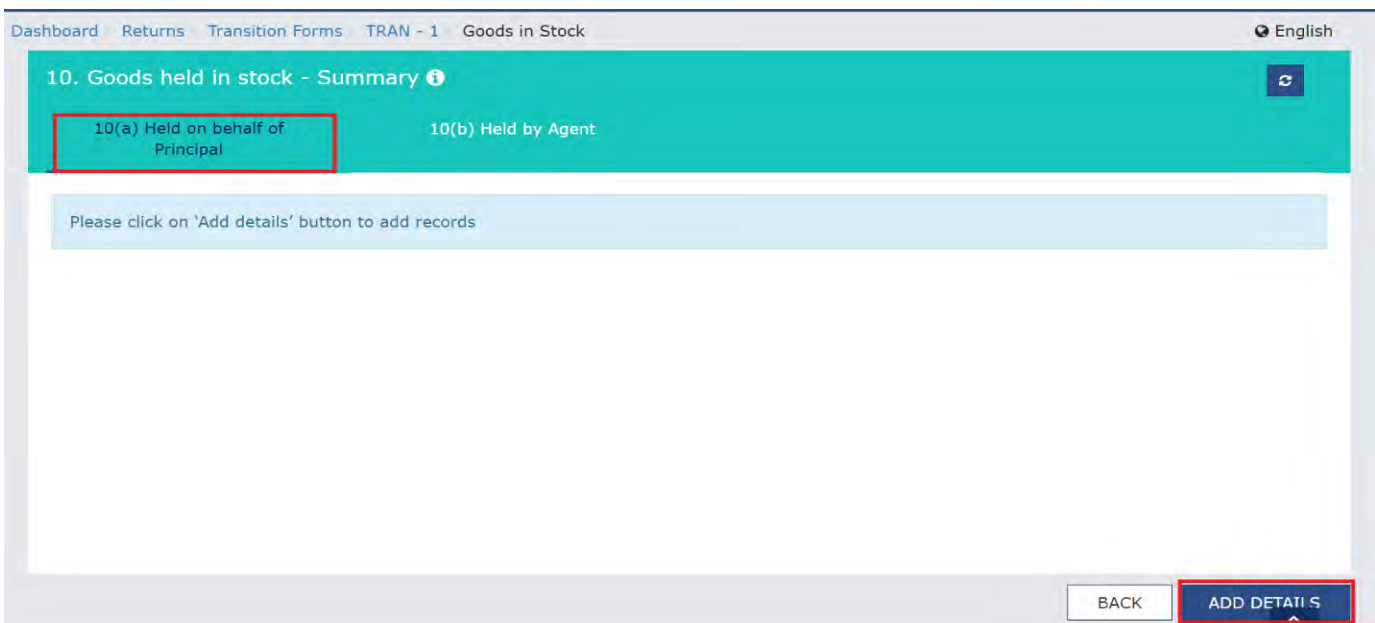 Dashboard Returns Transition Forms TRAN - 1 Goods in Stock English
10. Goods held in stock - Summary
10(a) Held on behalf of
Principal
10(b) Held by Agent
Please click on ‘Add details’ button to add records
BACK ADD DETAILS